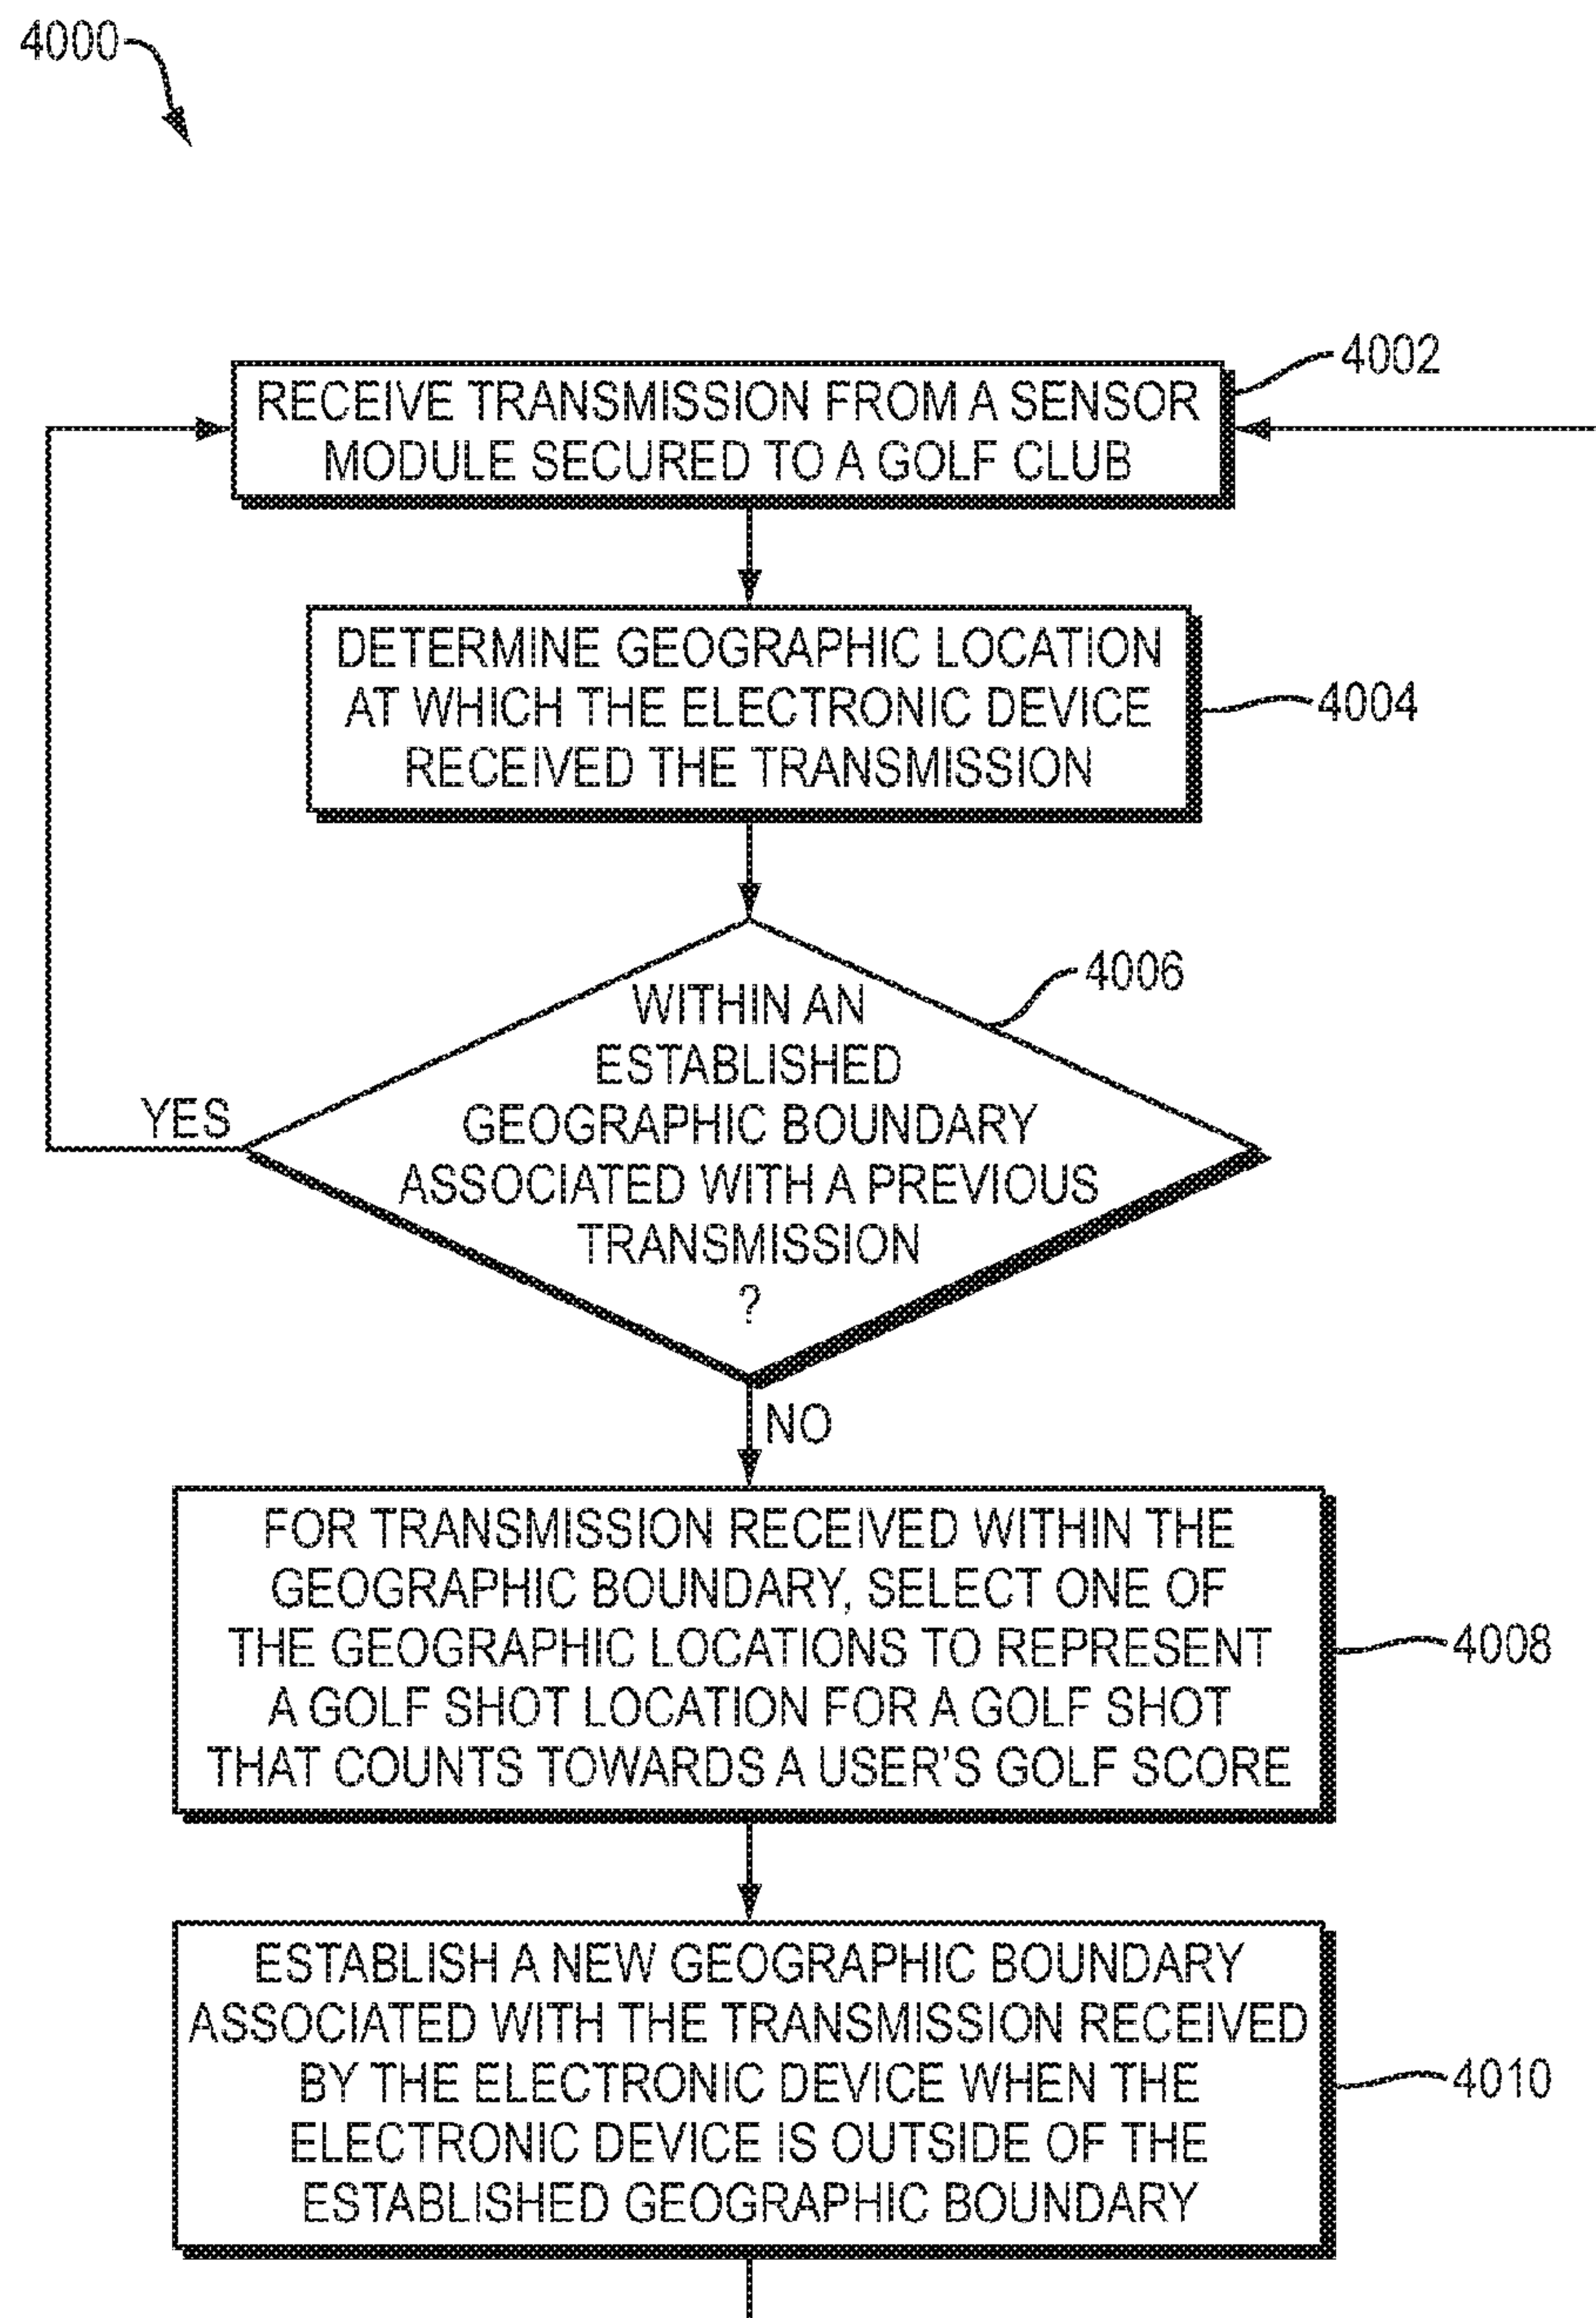 4000
4002
RECEIVE TRANSMISSION FROM A SENSOR
MODULE SECURED TO A GOLF CLUB
DETERMINE GEOGRAPHIC LOCATION
AT WHICH THE ELECTRONIC DEVICE
RECEIVED THE TRANSMISSION
4004
4006
WITHIN AN
ESTABLISHED
GEOGRAPHIC BOUNDARY
ASSOCIATED WITH A PREVIOUS
TRANSMISSION
?
YES
NO
FOR TRANSMISSION RECEIVED WITHIN THE
GEOGRAPHIC BOUNDARY, SELECT ONE OF
THE GEOGRAPHIC LOCATIONS TO REPRESENT
A GOLF SHOT LOCATION FOR A GOLF SHOT
THAT COUNTS TOWARDS A USER'S GOLF SCORE
4008
ESTABLISH A NEW GEOGRAPHIC BOUNDARY
ASSOCIATED WITH THE TRANSMISSION RECEIVED
BY THE ELECTRONIC DEVICE WHEN THE
ELECTRONIC DEVICE IS OUTSIDE OF THE
ESTABLISHED GEOGRAPHIC BOUNDARY
4010